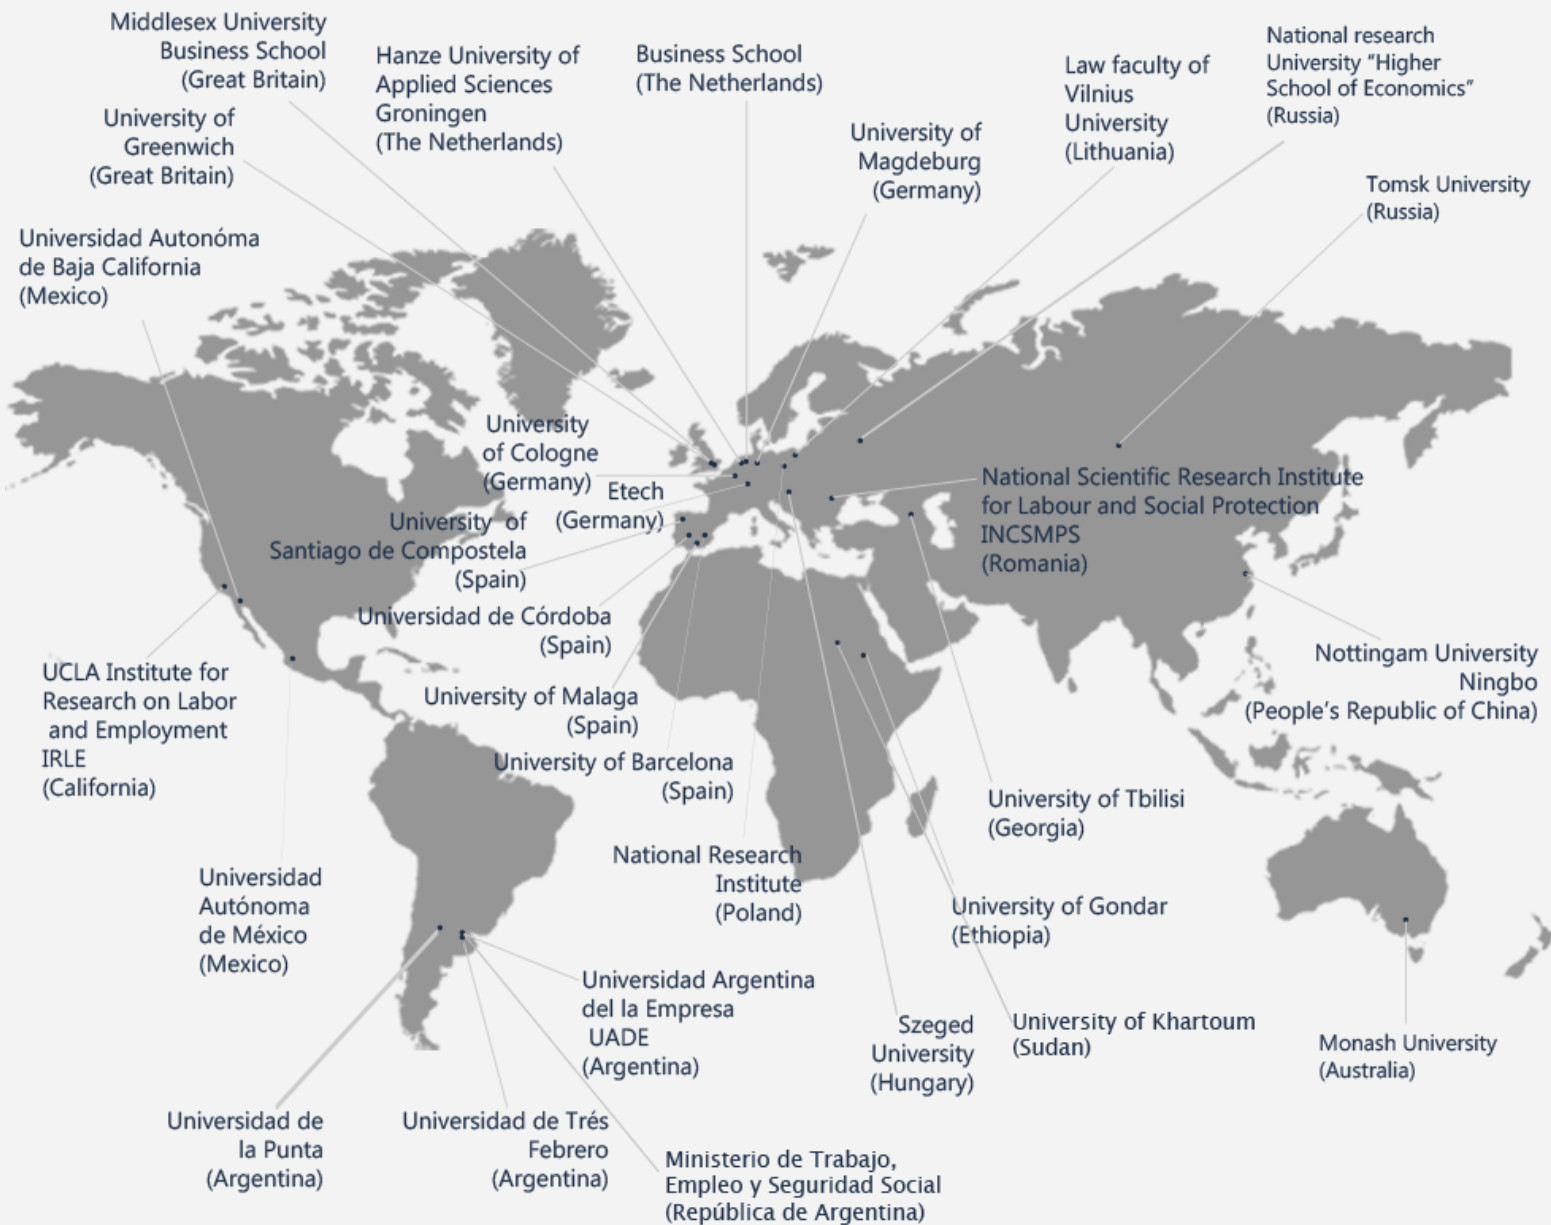 Middlesex University
Business School
(Great Britain)
Hanze University of
Applied Sciences
Groningen
(The Netherlands)
Business School
(The Netherlands)
Law faculty of
Vilnius
University
(Lithuania)
National research
University "Higher
School of Economics"
(Russia)
University of
Greenwich
(Great Britain)
University of
Magdeburg
(Germany)
Tomsk University
(Russia)
Universidad Autonóma
de Baja California
(Mexico)
University
of Cologne
(Germany)
Etech
(Germany)
National Scientific Research Institute
for Labour and Social Protection
INCSMPS
(Romania)
University of
Santiago de Compostela
(Spain)
Universidad de Córdoba
(Spain)
UCLA Institute for
Research on Labor
and Employment
IRLE
(California)
University of Malaga
(Spain)
Nottingam University
Ningbo
(People's Republic of China)
University of Barcelona
(Spain)
University of Tbilisi
(Georgia)
National Research
Institute
(Poland)
Universidad
Autónoma
de México
(Mexico)
University of Gondar
(Ethiopia)
Universidad Argentina
del la Empresa
UADE
(Argentina)
Szeged
University
(Hungary)
University of Khartoum
(Sudan)
Monash University
(Australia)
Universidad de
la Punta
(Argentina)
Universidad de Trés
Febrero
(Argentina)
Ministerio de Trabajo,
Empleo y Seguridad Social
(República de Argentina)